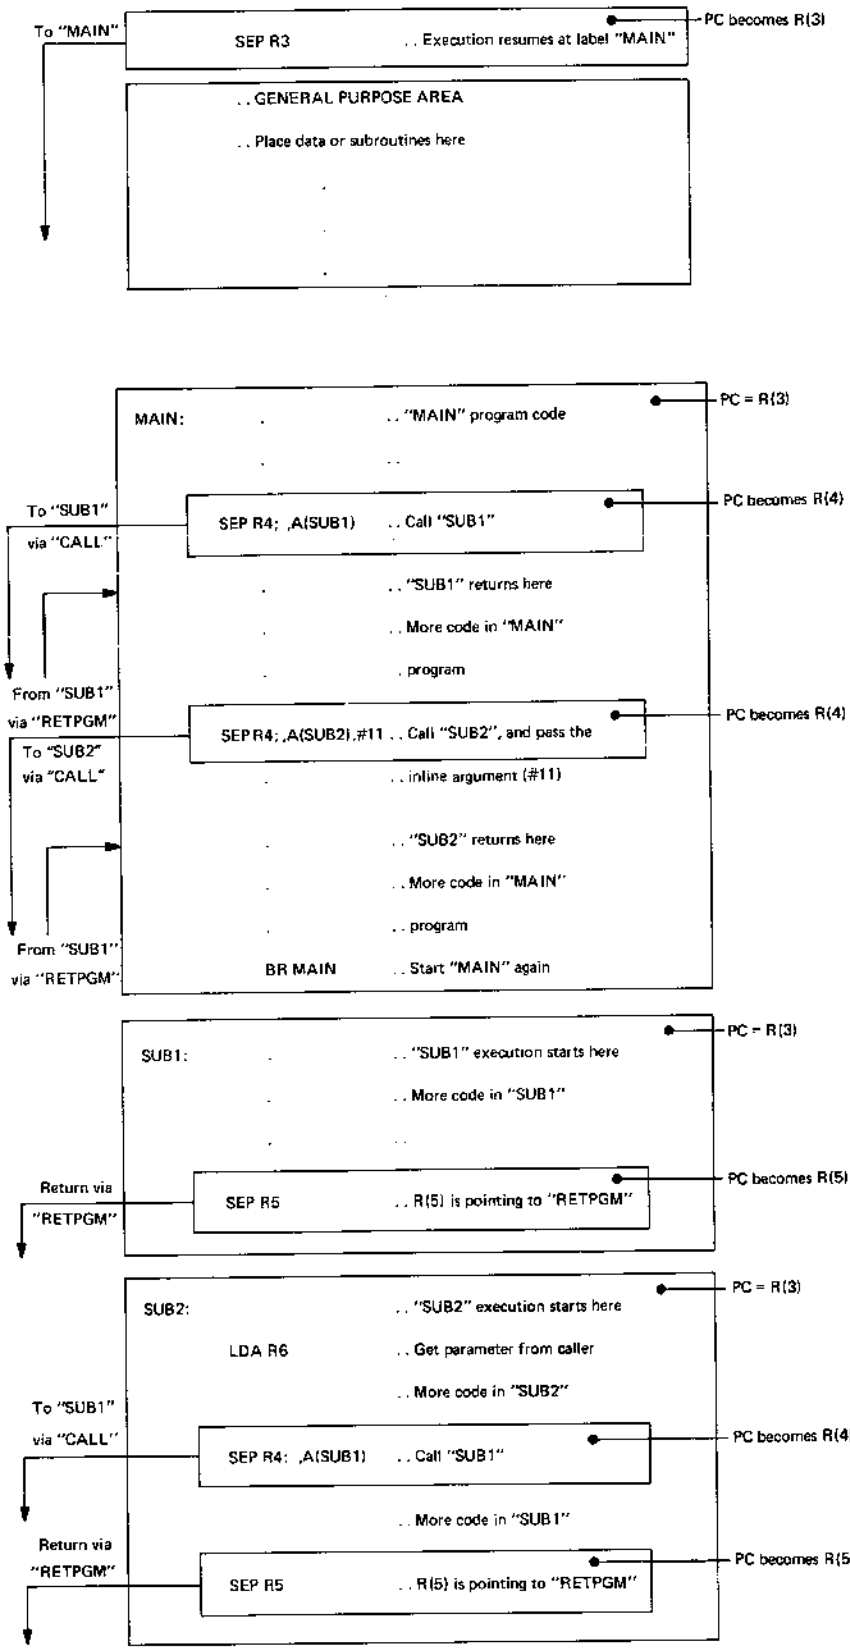 To "MAIN"
PC becomes R(3)
SEP R3 .. Execution resumes at label "MAIN"
.. GENERAL PURPOSE AREA
.. Place data or subroutines here
.
.
.
PC = R(3)
MAIN: . .. "MAIN" program code
. ..
PC becomes R(4)
To "SUB1"
via "CALL"
SEP R4; ,A(SUB1) .. Call "SUB1"
. .. "SUB1" returns here
. .. More code in "MAIN"
. . program
From "SUB1"
via "RETPGM"
PC becomes R(4)
To "SUB2"
via "CALL"
SEP R4; ,A(SUB2),#11 .. Call "SUB2", and pass the
. .. inline argument (#11)
. .. "SUB2" returns here
. .. More code in "MAIN"
. .. program
From "SUB1"
via "RETPGM"
BR MAIN .. Start "MAIN" again
PC = R(3)
SUB1: . .. "SUB1" execution starts here
. .. More code in "SUB1"
. ..
PC becomes R(5)
Return via
"RETPGM"
SEP R5 .. R(5) is pointing to "RETPGM"
PC = R(3)
SUB2: .. "SUB2" execution starts here
LDA R6 .. Get parameter from caller
.. More code in "SUB2"
To "SUB1"
via "CALL"
PC becomes R(4
SEP R4; ,A(SUB1) .. Call "SUB1"
.. More code in "SUB1"
Return via
"RETPGM"
PC becomes R(5
SEP R5 .. R(5) is pointing to "RETPGM"